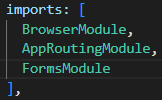 imports: [
BrowserModule,
AppRoutingModule,
FormsModule
],